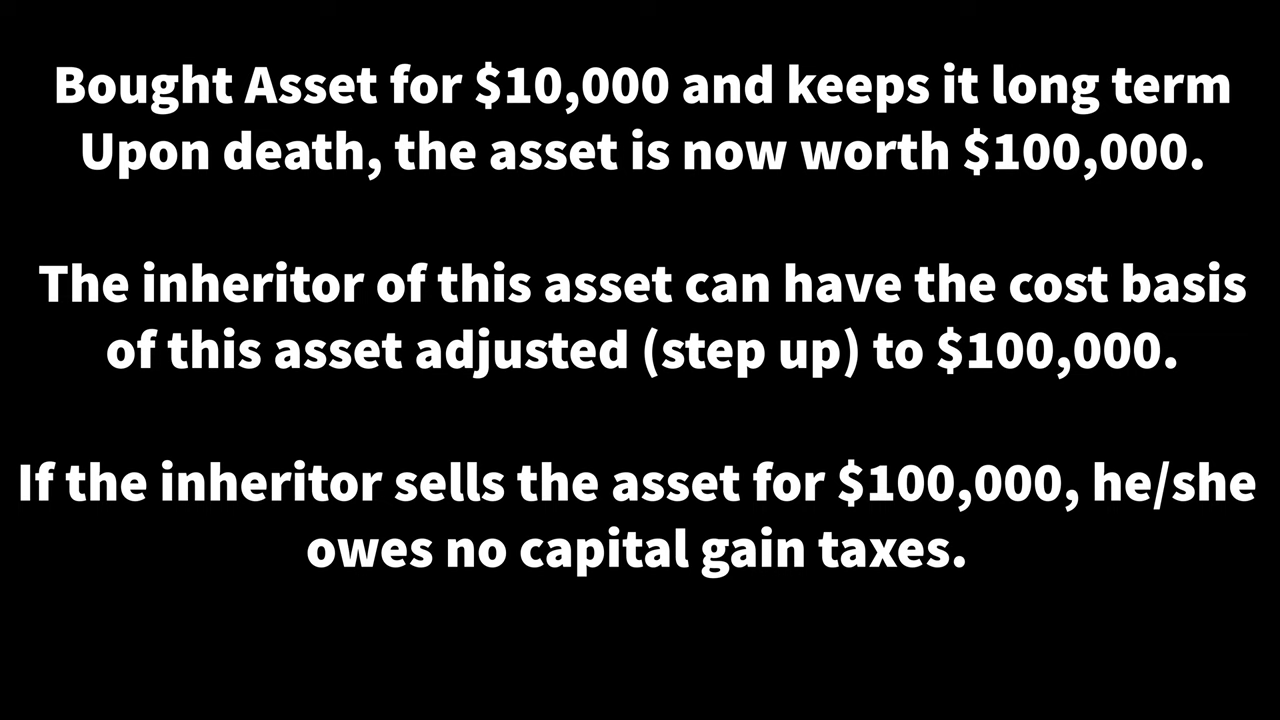 Bought Asset for $10,000 and keeps it long term
Upon death, the asset is now worth $100,000.
The inheritor of this asset can have the cost basis
of this asset adjusted (step up) to $100,000.
If the inheritor sells the asset for $100,000, he/she
owes no capital gain taxes.